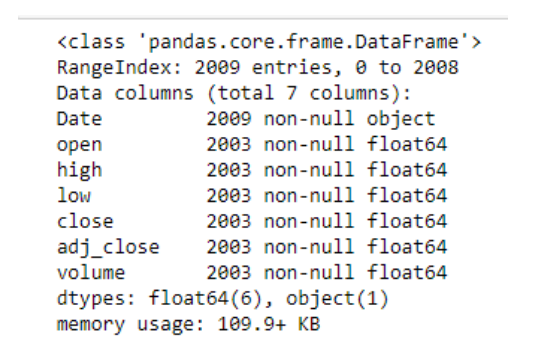 <class 'pandas.core.frame.DataFrame'>
RangeIndex: 2009 entries, 0 to 2008
Data columns (total 7 columns):
Date         2009 non-null object
open         2003 non-null float64
high         2003 non-null float64
low          2003 non-null float64
close        2003 non-null float64
adj_close    2003 non-null float64
volume       2003 non-null float64
dtypes: float64(6), object(1)
memory usage: 109.9+ KB